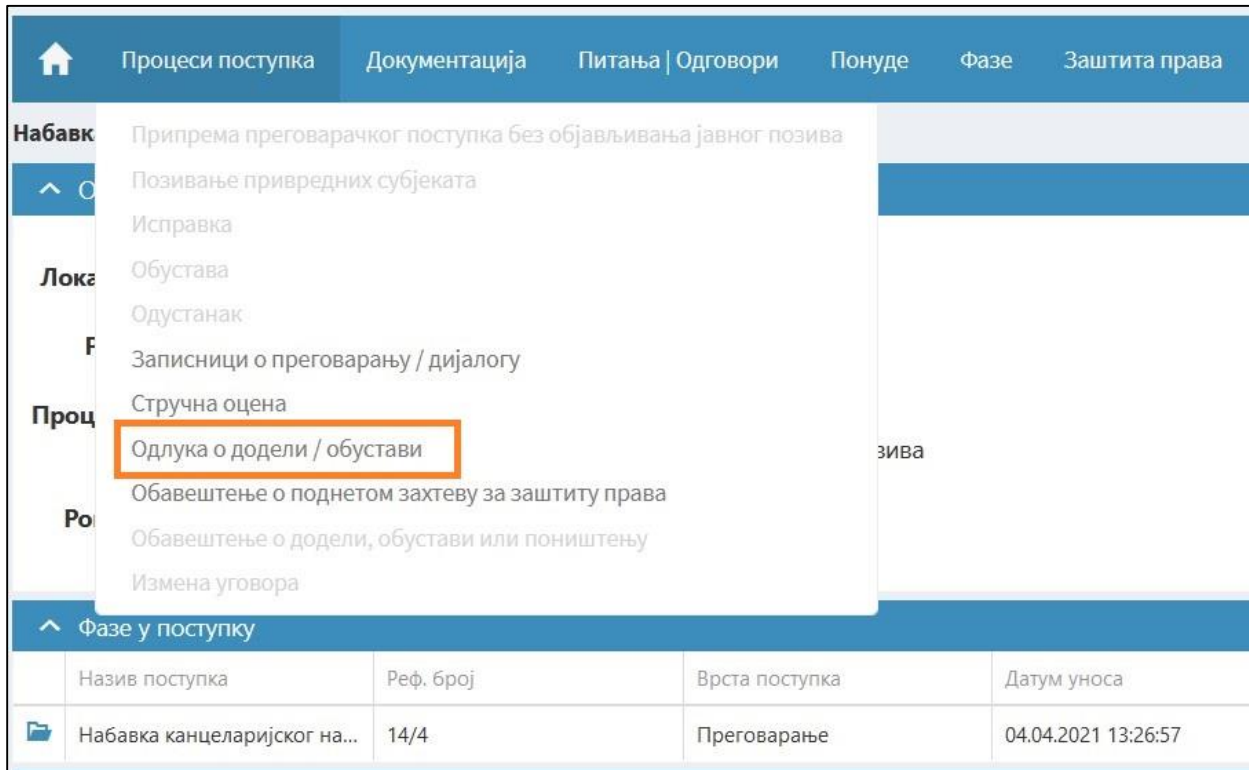 Процеси поступка Документација Питања | Одговори Понуде Фазе Заштита права
Набавк
Припрема преговарачког поступка без објављивања јавног позива
О
Позивање привредних субјеката
Исправка
Лока
Обустава
Одустанак
Записници о преговарању / дијалогу
Проц
Стручна оцена
Одлука о додели / обустави
зива
Обавештење о поднетом захтеву за заштиту права
Обавештење о додели, обустави или поништењу
Измена уговора
Фазе у поступку
Назив поступка Реф. број Врста поступка Датум уноса
Набавка канцеларијског на... 14/4 Преговарање 04.04.2021 13:26:57